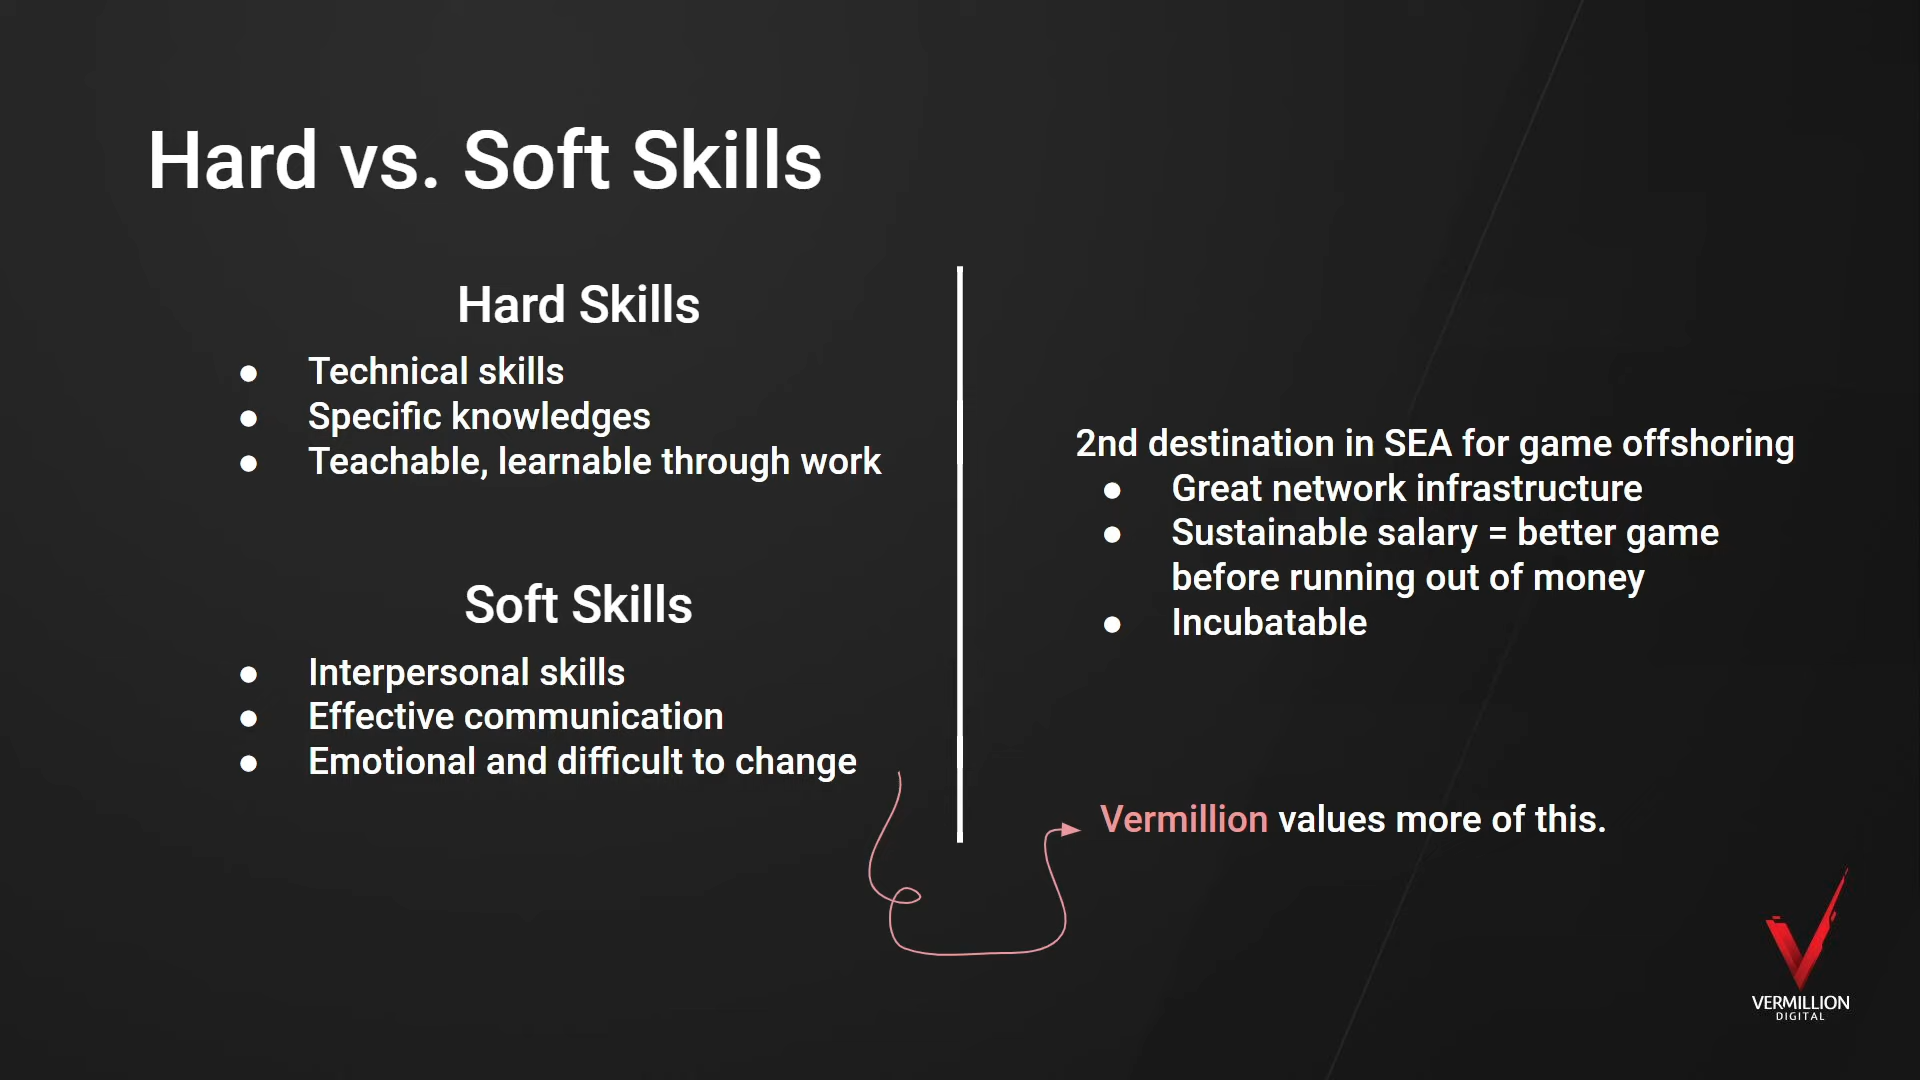 Hard vs. Soft Skills
Hard Skills
● Technical skills
● Specific knowledges
● Teachable, learnable through work
Soft Skills
● Interpersonal skills
● Effective communication
● Emotional and difficult to change
2nd destination in SEA for game offshoring
● Great network infrastructure
● Sustainable salary = better game
before running out of money
● Incubatable
Vermillion values more of this.
VERMILLION
DIGITAL